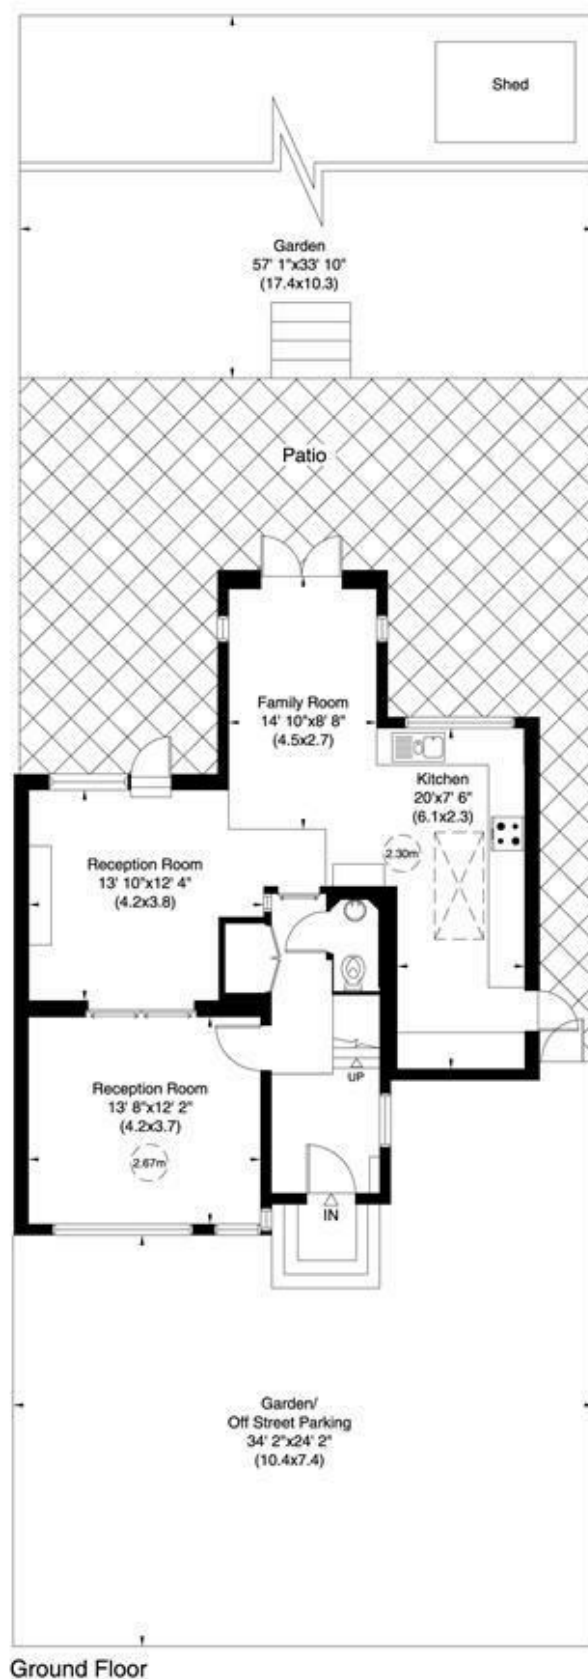 Shed
Garden
57' 1"x33' 10"
(17.4x10.3)
Patio
Family Room
14' 10"x8' 8"
(4.5x2.7)
Kitchen
20'x7' 6"
(6.1x2.3)
2.30m
Reception Room
13' 10"x12' 4"
(4.2x3.8)
UP
Reception Room
13' 8"x12' 2"
(4.2x3.7)
2.67m
IN
Garden/
Off Street Parking
34' 2"x24' 2"
(10.4x7.4)
Ground Floor